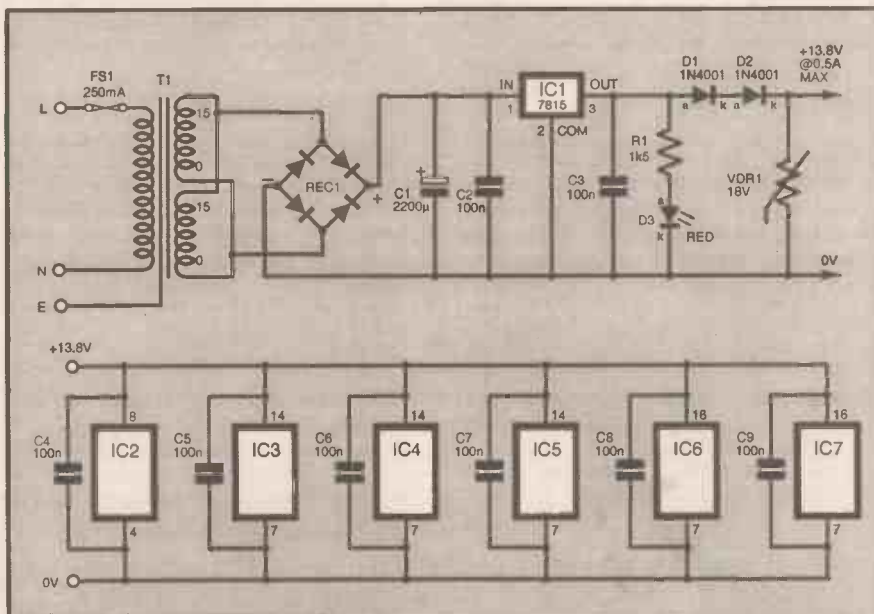 FS1
250mA
T1
L
N
E
15
0
15
0
REC1
−
+
+
C1
2200µ
C2
100n
IN
1
IC1
7815
OUT
3
2
COM
C3
100n
R1
1k5
a
D3
k
RED
D1
1N4001
a
k
D2
1N4001
a
k
+13.8V
@0.5A
MAX
VDR1
18V
0V
+13.8V
C4
100n
8
IC2
4
C5
100n
14
IC3
7
C6
100n
14
IC4
7
C7
100n
14
IC5
7
C8
100n
16
IC6
7
C9
100n
16
IC7
7
0V